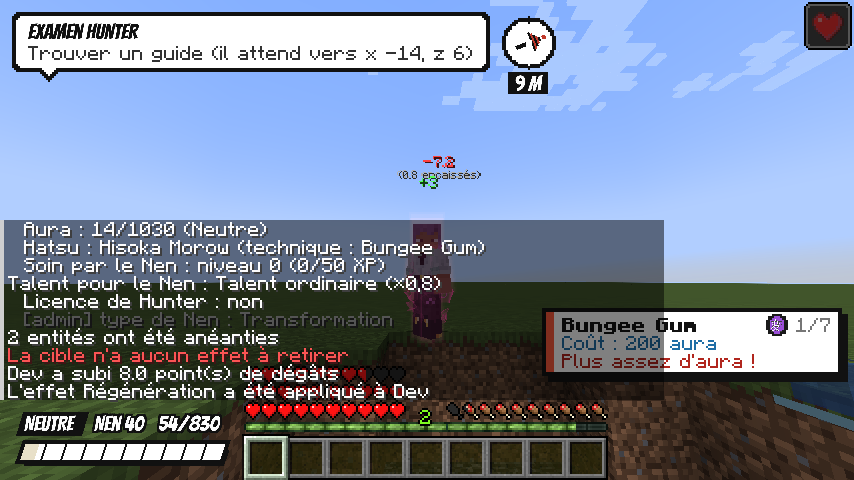 EXAMEN HUNTER
Trouver un guide (il attend vers x -14, z 6)
9 M
-7.2
(0.8 encaissés)
+3
Aura : 14/1030 (Neutre)
Hatsu : Hisoka Morow (technique : Bungee Gum)
Soin par le Nen : niveau 0 (0/50 XP)
Talent pour le Nen : Talent ordinaire (×0,8)
Licence de Hunter : non
[admin] type de Nen : Transformation
2 entités ont été anéanties
La cible n'a aucun effet à retirer
Dev a subi 8.0 point(s) de dégâts
L'effet Régénération a été appliqué à Dev
Bungee Gum
1/7
Coût : 200 aura
Plus assez d'aura !
NEUTRE
NEN 40
54/830
2